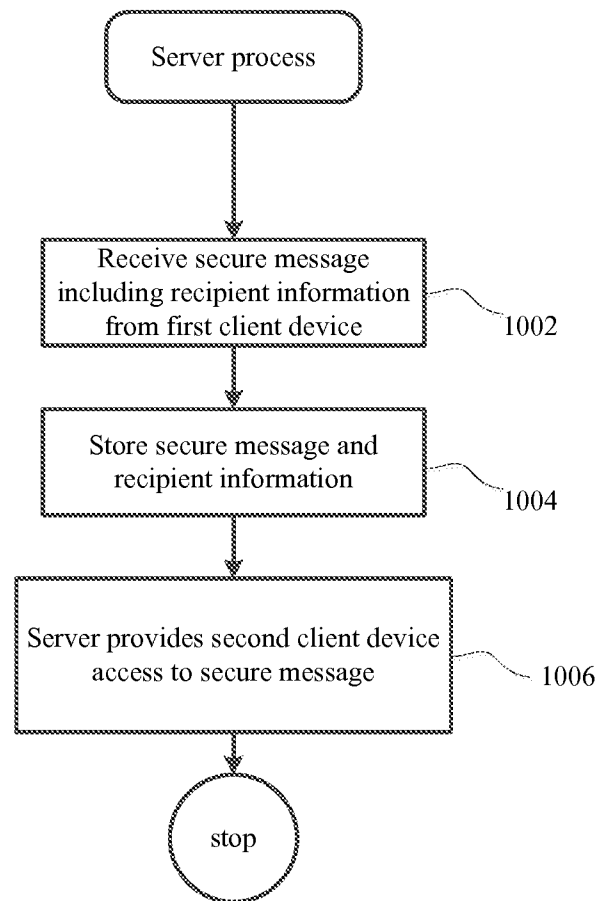 Server process
Receive secure message
including recipient information
from first client device
1002
Store secure message and
recipient information
1004
Server provides second client device
access to secure message
1006
stop